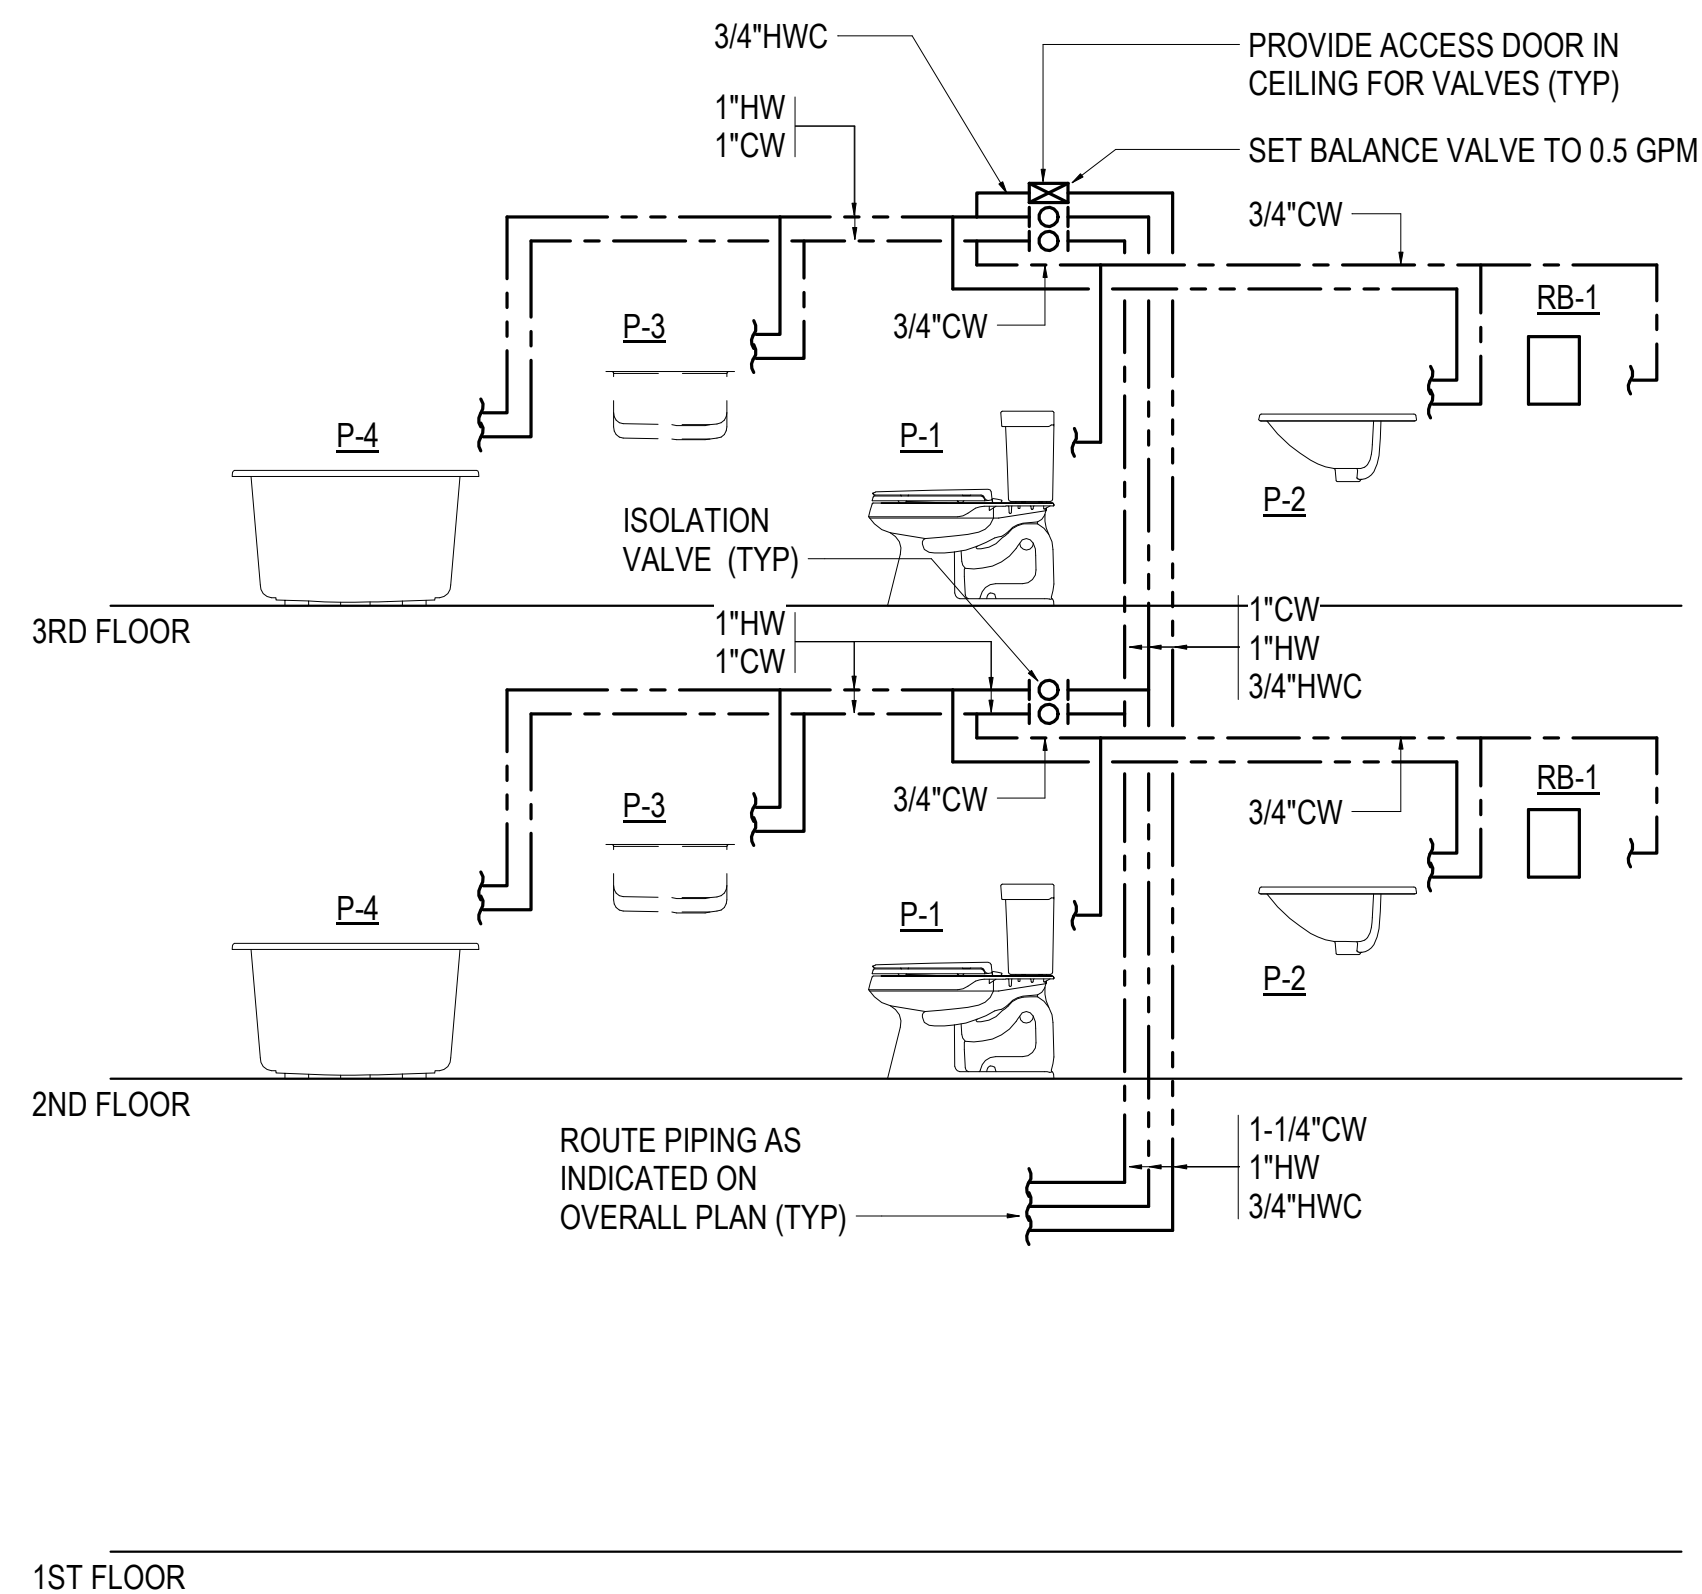 3/4"HWC
PROVIDE ACCESS DOOR IN
CEILING FOR VALVES (TYP)
1"HW
1"CW
SET BALANCE VALVE TO 0.5 GPM
3/4"CW
RB-1
P-3
3/4"CW
P-4
P-1
P-2
ISOLATION
VALVE (TYP)
3RD FLOOR
1"HW
1"CW
1"CW
1"HW
3/4"HWC
RB-1
P-3
3/4"CW
3/4"CW
P-4
P-1
P-2
2ND FLOOR
ROUTE PIPING AS
INDICATED ON
OVERALL PLAN (TYP)
1-1/4"CW
1"HW
3/4"HWC
1ST FLOOR